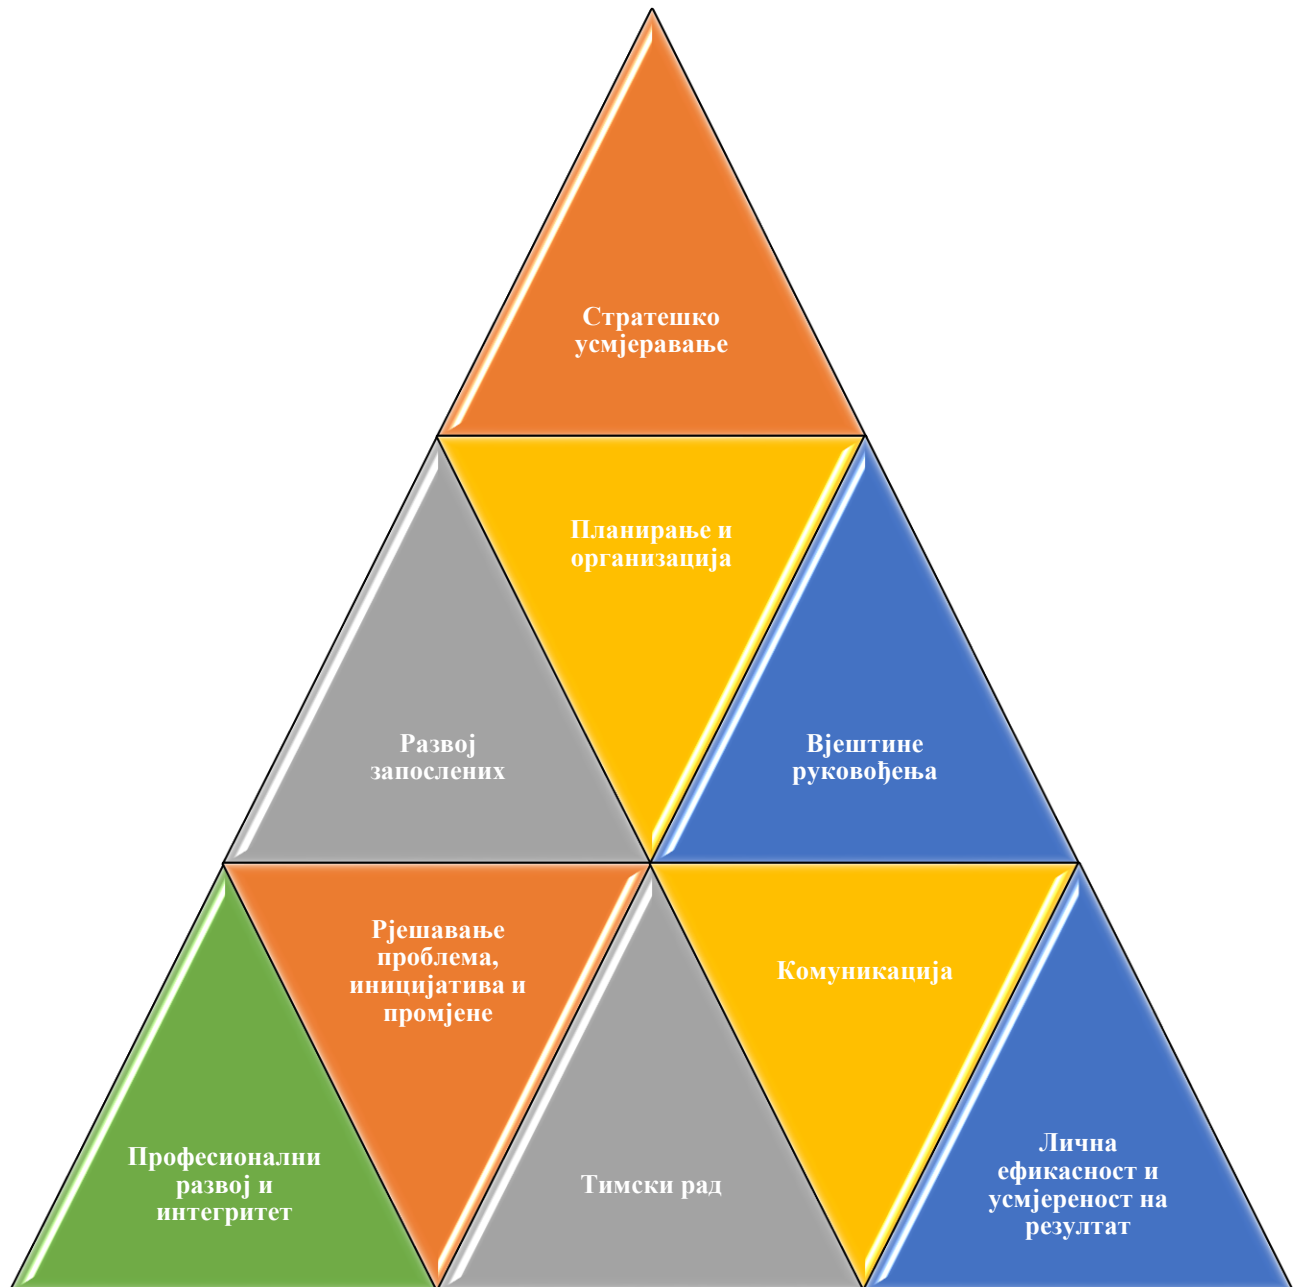 Стратешко
усмјеравање
Планирање и
организација
Развој
запослених
Вјештине
руковођења
Рјешавање
проблема,
иницијатива и
промјене
Комуникација
Професионални
развој и
интегритет
Тимски рад
Лична
ефикасност и
усмјереност на
резултат